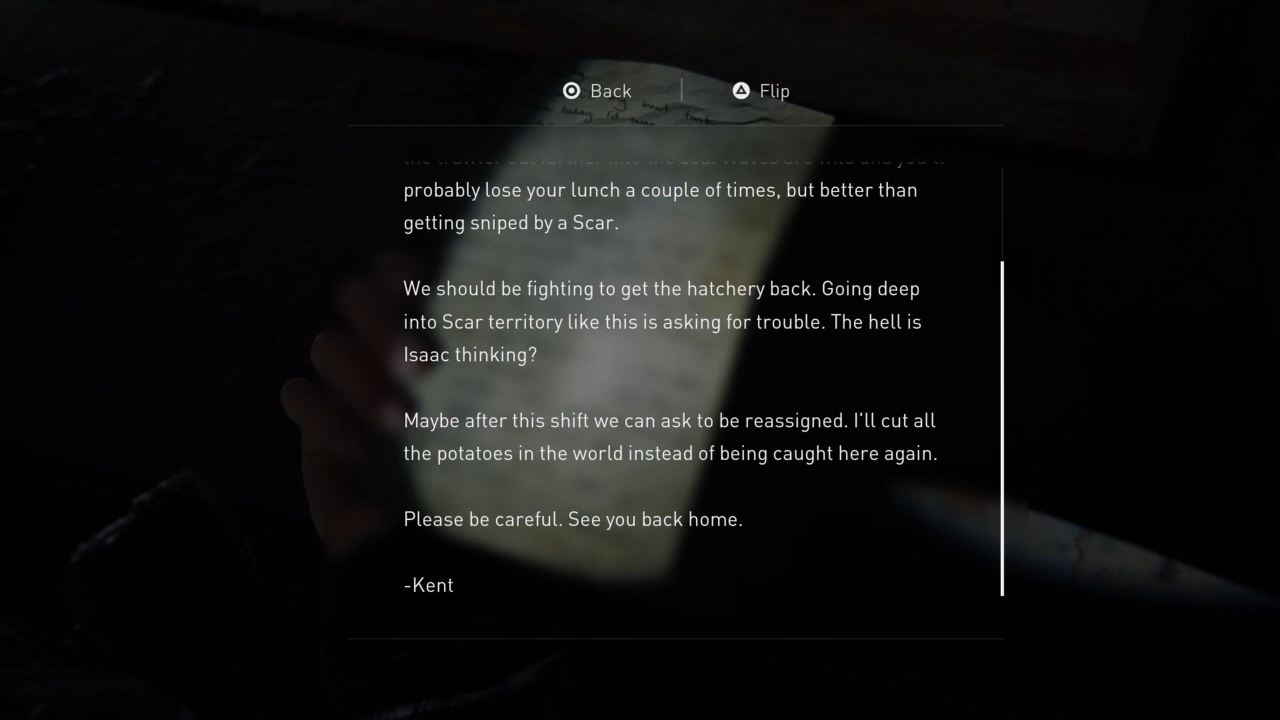 Back
Flip
probably lose your lunch a couple of times, but better than
getting sniped by a Scar.
We should be fighting to get the hatchery back. Going deep
into Scar territory like this is asking for trouble. The hell is
Isaac thinking?
Maybe after this shift we can ask to be reassigned. I'll cut all
the potatoes in the world instead of being caught here again.
Please be careful. See you back home.
-Kent